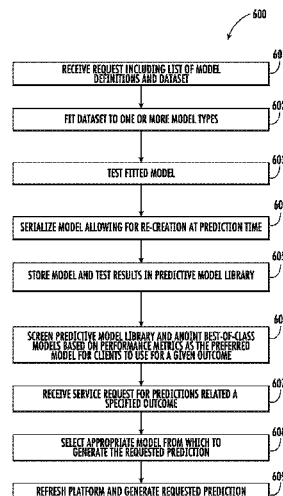 600
RECEIVE REQUEST INCLUDING LIST OF MODEL
DEFINITIONS AND DATASET
FIT DATASET TO ONE OR MORE MODEL TYPES
TEST FITTED MODEL
SERIALIZE MODEL ALLOWING FOR RE-CREATION AT PREDICTION TIME
STORE MODEL AND TEST RESULTS IN PREDICTIVE MODEL LIBRARY
SCREEN PREDICTIVE MODEL LIBRARY AND ANOINT BEST-OF-CLASS
MODELS BASED ON PERFORMANCE METRICS AS THE PREFERRED
MODEL FOR CLIENTS TO USE FOR A GIVEN OUTCOME
RECEIVE SERVICE REQUEST FOR PREDICTIONS RELATED A
SPECIFIED OUTCOME
SELECT APPROPRIATE MODEL FROM WHICH TO
GENERATE THE REQUESTED PREDICTION
REFRESH PLATFORM AND GENERATE REQUESTED PREDICTION